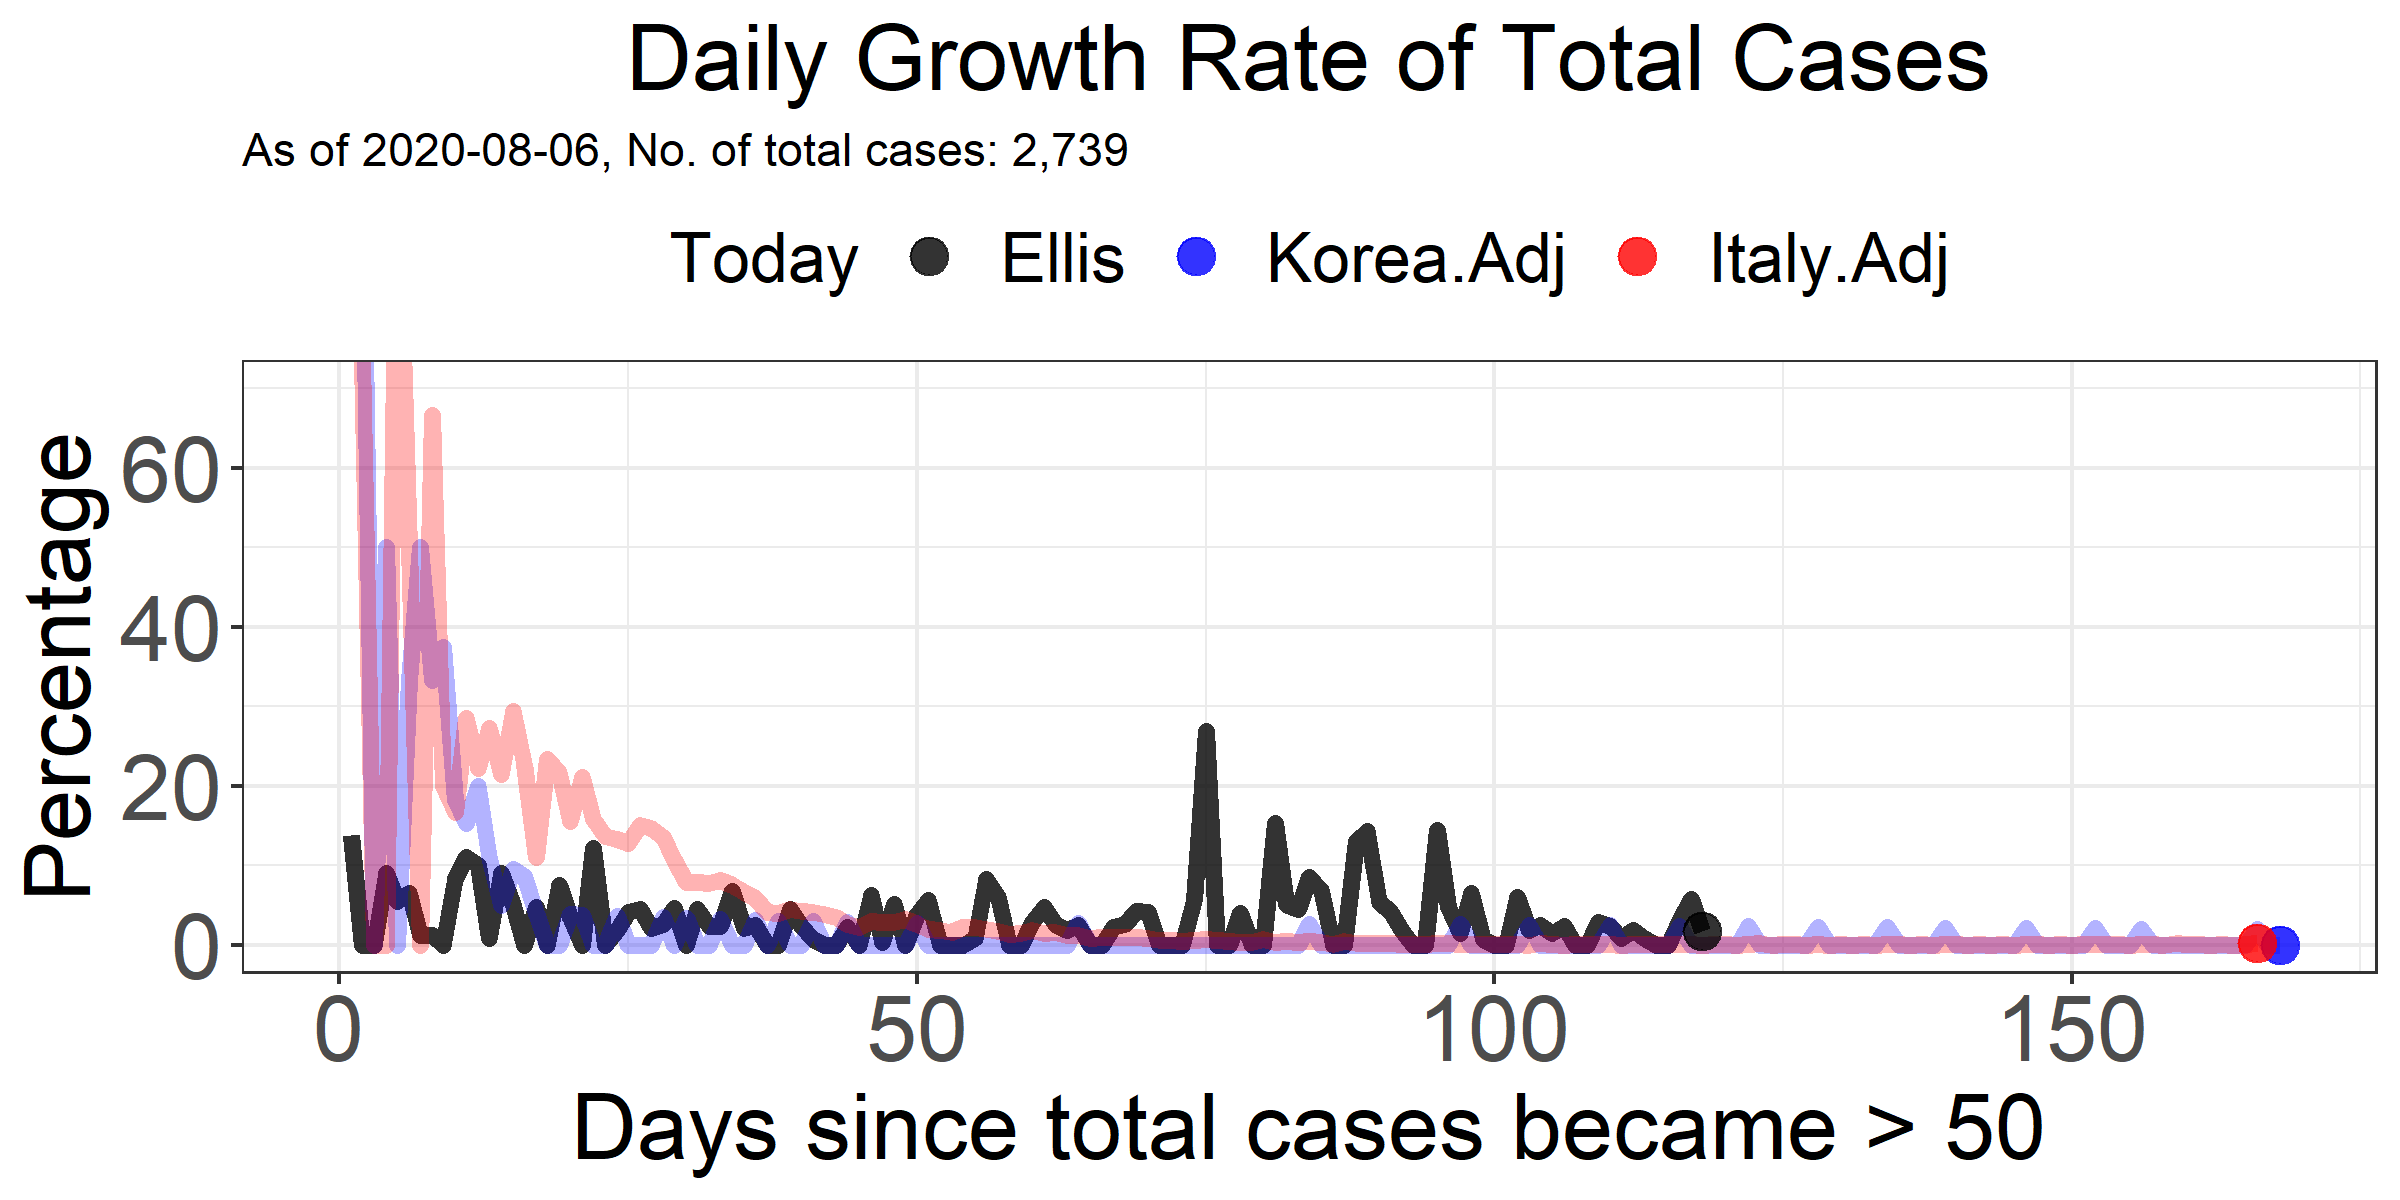 Daily Growth Rate of Total Cases
As of 2020-08-06, No. of total cases: 2,739
Today Ellis Korea.Adj Italy.Adj
Percentage
60
40
20
0
0 50 100 150
Days since total cases became > 50